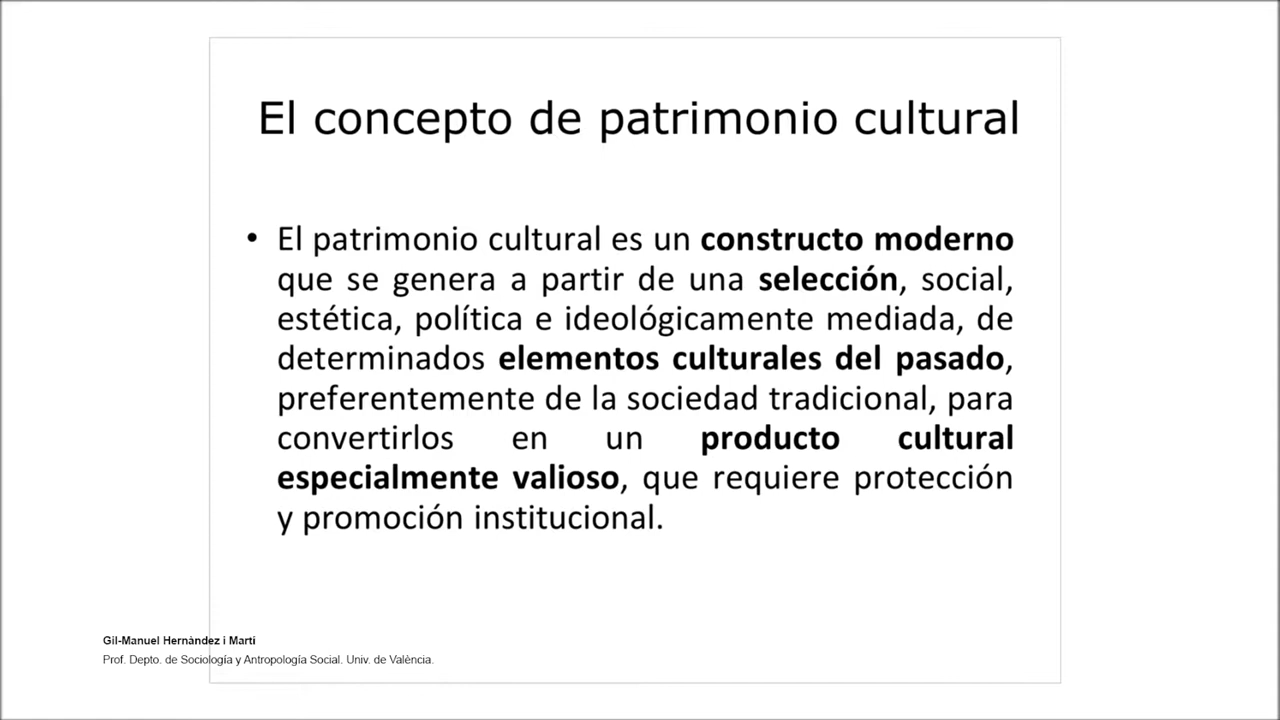 El concepto de patrimonio cultural
• El patrimonio cultural es un constructo moderno
que se genera a partir de una selección, social,
estética, política e ideológicamente mediada, de
determinados elementos culturales del pasado,
preferentemente de la sociedad tradicional, para
convertirlos en un producto cultural
especialmente valioso, que requiere protección
y promoción institucional.
Gil-Manuel Hernàndez i Martí
Prof. Depto. de Sociología y Antropología Social. Univ. de València.